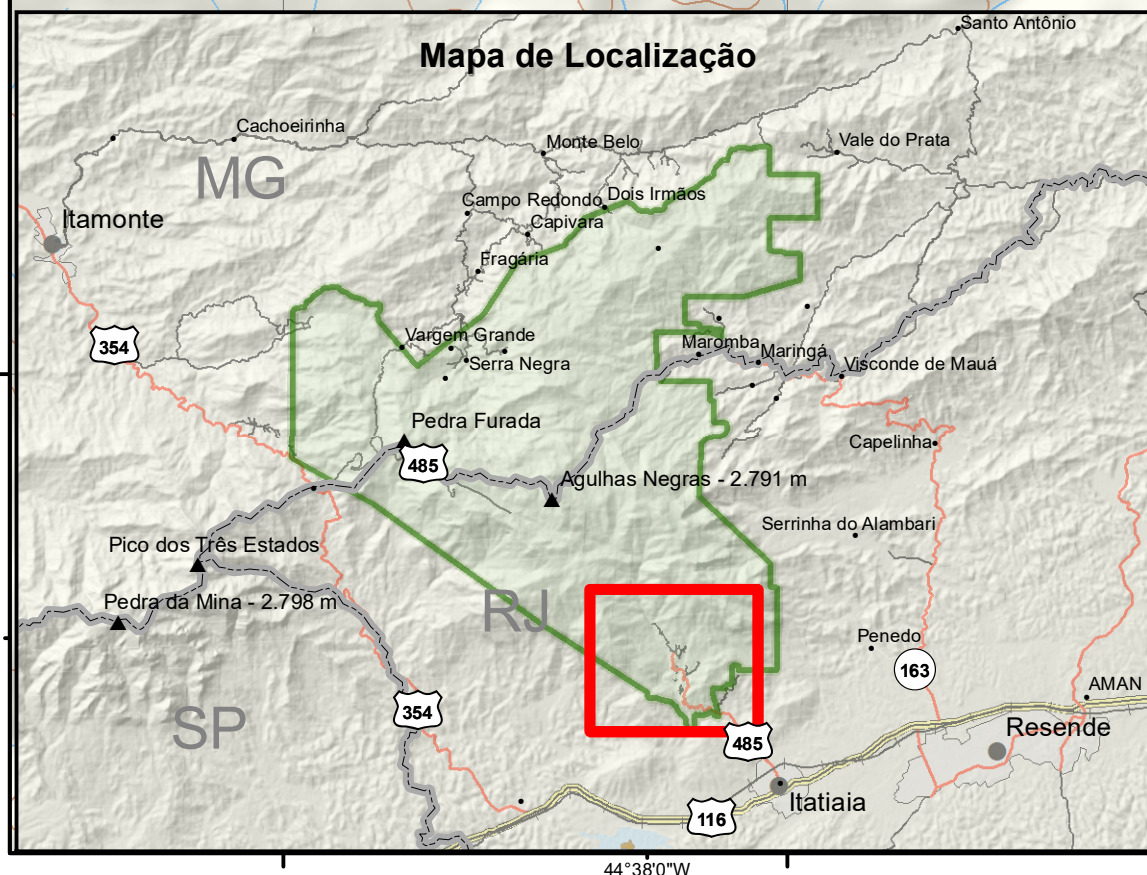 Santo Antônio
Mapa de Localização
Cachoeirinha
Monte Belo
Vale do Prata
MG
Campo Redondo
Dois Irmãos
Itamonte
Capivara
Fragária
354
Vargem Grande
Serra Negra
Maromba
Maringá
Visconde de Mauá
Pedra Furada
Capelinha
485
Agulhas Negras - 2.791 m
Serrinha do Alambari
Pico dos Três Estados
Pedra da Mina - 2.798 m
RJ
Penedo
163
AMAN
354
SP
Resende
485
Itatiaia
116
44°38'0"W